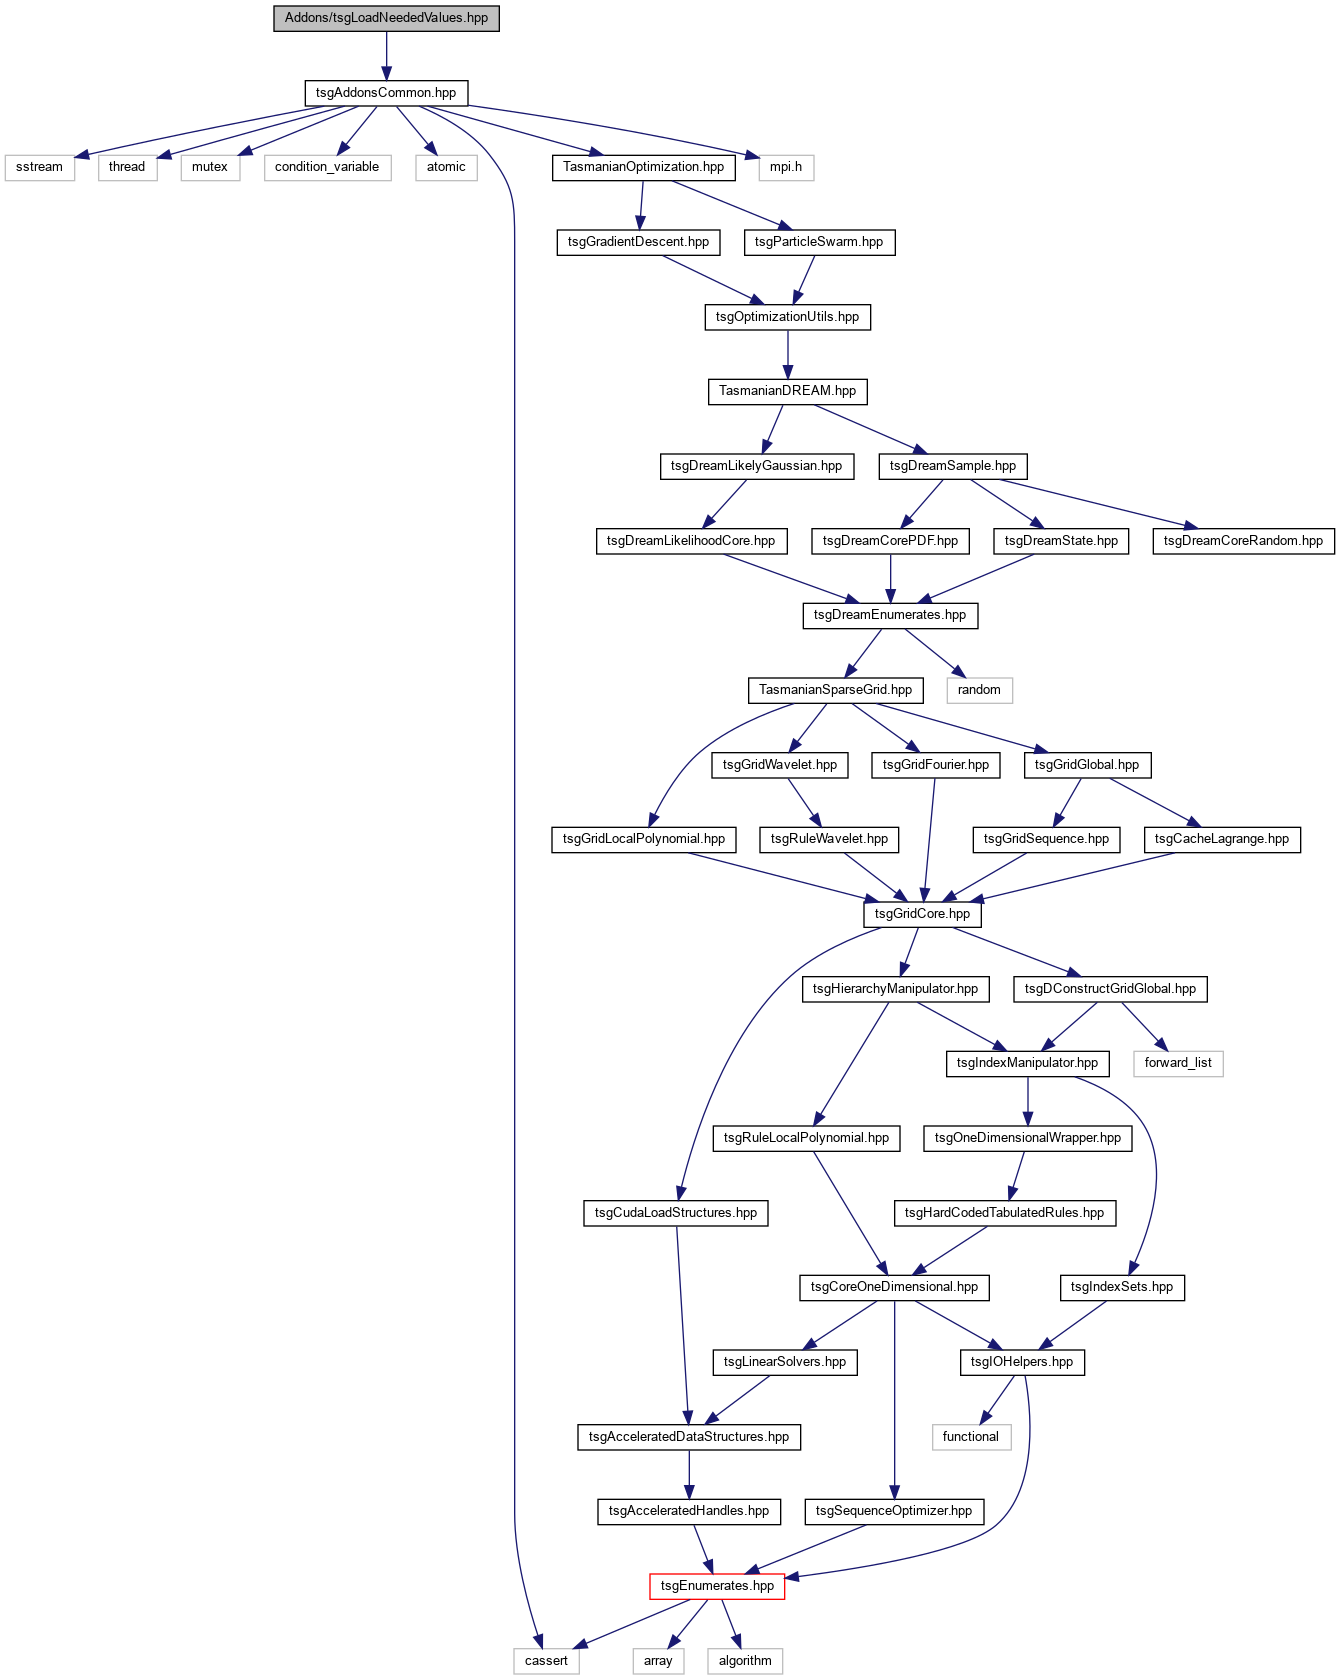 Addons/tsgLoadNeededValues.hpp
tsgAddonsCommon.hpp
sstream
thread
mutex
condition_variable
atomic
TasmanianOptimization.hpp
mpi.h
tsgGradientDescent.hpp
tsgParticleSwarm.hpp
tsgOptimizationUtils.hpp
TasmanianDREAM.hpp
tsgDreamLikelyGaussian.hpp
tsgDreamSample.hpp
tsgDreamLikelihoodCore.hpp
tsgDreamCorePDF.hpp
tsgDreamState.hpp
tsgDreamCoreRandom.hpp
tsgDreamEnumerates.hpp
TasmanianSparseGrid.hpp
random
tsgGridWavelet.hpp
tsgGridFourier.hpp
tsgGridGlobal.hpp
tsgGridLocalPolynomial.hpp
tsgRuleWavelet.hpp
tsgGridSequence.hpp
tsgCacheLagrange.hpp
tsgGridCore.hpp
tsgHierarchyManipulator.hpp
tsgDConstructGridGlobal.hpp
tsgIndexManipulator.hpp
forward_list
tsgRuleLocalPolynomial.hpp
tsgOneDimensionalWrapper.hpp
tsgCudaLoadStructures.hpp
tsgHardCodedTabulatedRules.hpp
tsgCoreOneDimensional.hpp
tsgIndexSets.hpp
tsgLinearSolvers.hpp
tsgIOHelpers.hpp
tsgAcceleratedDataStructures.hpp
functional
tsgAcceleratedHandles.hpp
tsgSequenceOptimizer.hpp
tsgEnumerates.hpp
cassert
array
algorithm